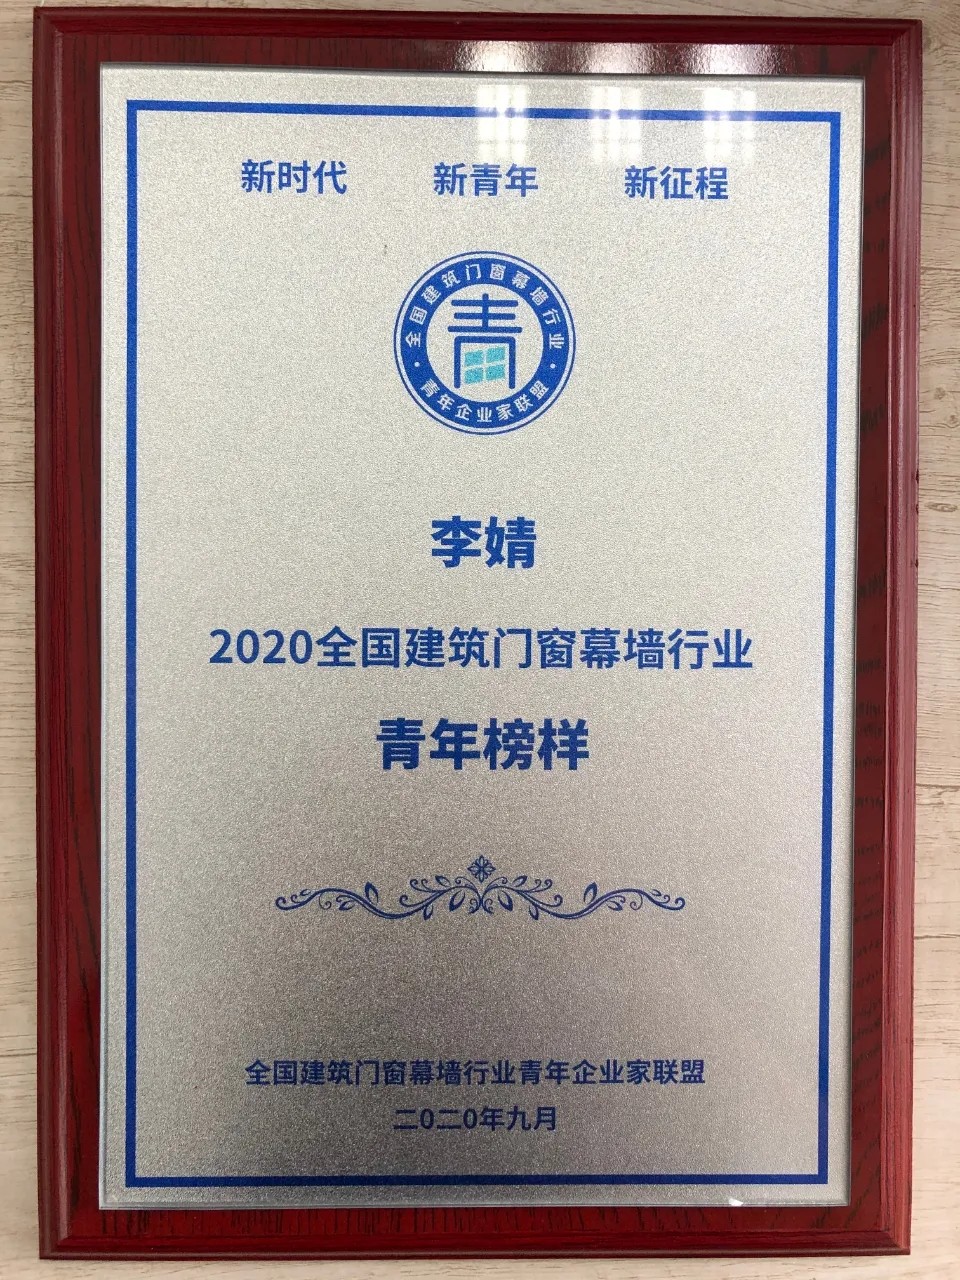 新时代 新青年 新征程
全国建筑门窗幕墙行业
青
青年企业家联盟
李婧
2020全国建筑门窗幕墙行业
青年榜样
全国建筑门窗幕墙行业青年企业家联盟
二0二0年九月